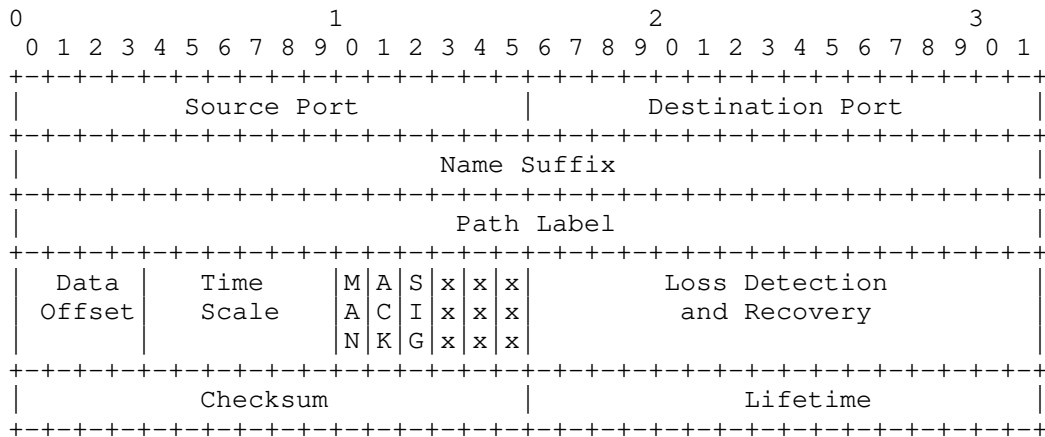 0                   1                   2                   3
 0 1 2 3 4 5 6 7 8 9 0 1 2 3 4 5 6 7 8 9 0 1 2 3 4 5 6 7 8 9 0 1
+-+-+-+-+-+-+-+-+-+-+-+-+-+-+-+-+-+-+-+-+-+-+-+-+-+-+-+-+-+-+-+-+
|          Source Port          |       Destination Port        |
+-+-+-+-+-+-+-+-+-+-+-+-+-+-+-+-+-+-+-+-+-+-+-+-+-+-+-+-+-+-+-+-+
|                          Name Suffix                          |
+-+-+-+-+-+-+-+-+-+-+-+-+-+-+-+-+-+-+-+-+-+-+-+-+-+-+-+-+-+-+-+-+
|                           Path Label                          |
+-+-+-+-+-+-+-+-+-+-+-+-+-+-+-+-+-+-+-+-+-+-+-+-+-+-+-+-+-+-+-+-+
|  Data |   Time    |M|A|S|x|x|x|        Loss Detection         |
| Offset|   Scale   |A|C|I|x|x|x|         and Recovery          |
|       |           |N|K|G|x|x|x|                               |
+-+-+-+-+-+-+-+-+-+-+-+-+-+-+-+-+-+-+-+-+-+-+-+-+-+-+-+-+-+-+-+-+
|           Checksum            |             Lifetime          |
+-+-+-+-+-+-+-+-+-+-+-+-+-+-+-+-+-+-+-+-+-+-+-+-+-+-+-+-+-+-+-+-+